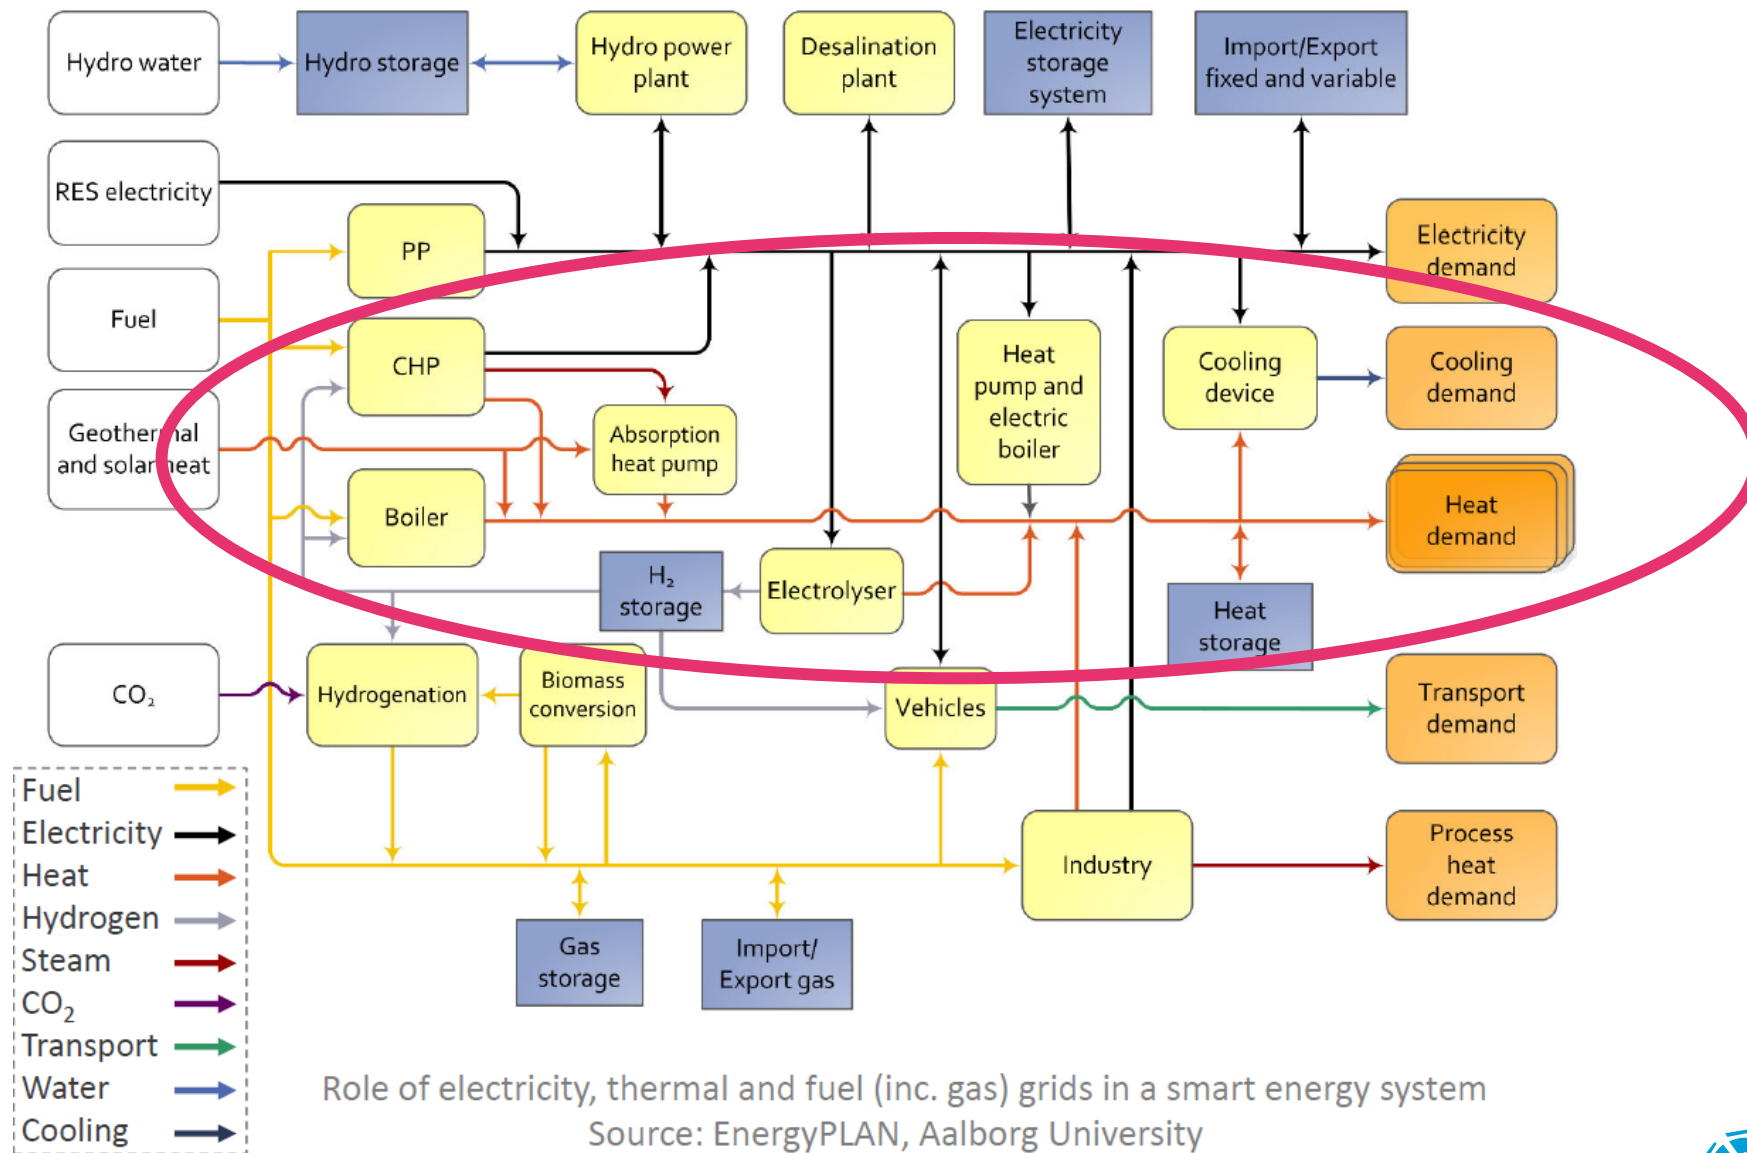 Hydro water
Hydro storage
Hydro power
plant
Desalination
plant
Electricity
storage
system
Import/Export
fixed and variable
RES electricity
PP
Electricity
demand
Fuel
CHP
Heat
pump and
electric
boiler
Cooling
device
Cooling
demand
Geothermal
and solar heat
Absorption
heat pump
Boiler
Heat
demand
H₂
storage
Electrolyser
Heat
storage
CO₂
Hydrogenation
Biomass
conversion
Vehicles
Transport
demand
Industry
Process
heat
demand
Gas
storage
Import/
Export gas
Fuel
Electricity
Heat
Hydrogen
Steam
CO₂
Transport
Water
Cooling
Role of electricity, thermal and fuel (inc. gas) grids in a smart energy system
Source: EnergyPLAN, Aalborg University